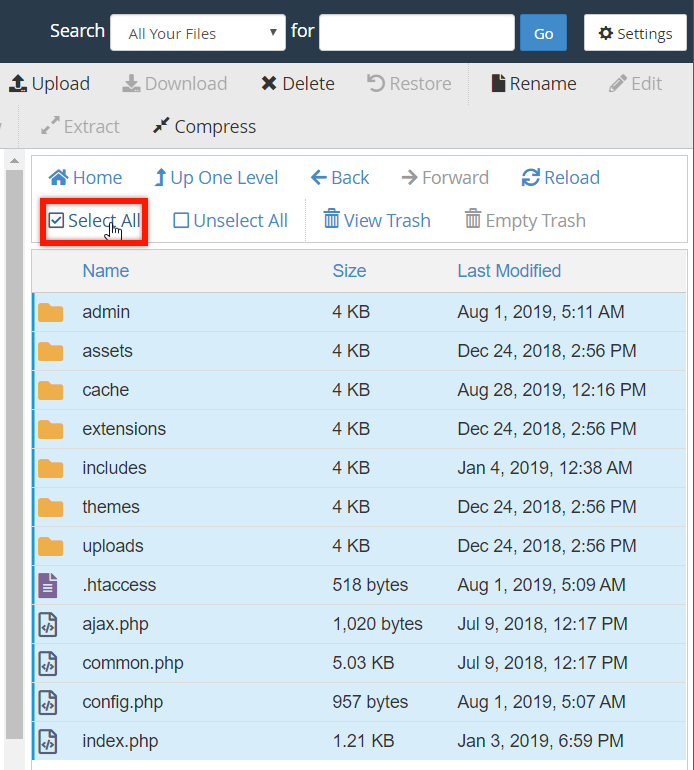 Search All Your Files for Go Settings
Upload Download Delete Restore Rename Edit
Extract Compress
Home Up One Level Back Forward Reload
Select All Unselect All View Trash Empty Trash
Name Size Last Modified
admin 4 KB Aug 1, 2019, 5:11 AM
assets 4 KB Dec 24, 2018, 2:56 PM
cache 4 KB Aug 28, 2019, 12:16 PM
extensions 4 KB Dec 24, 2018, 2:56 PM
includes 4 KB Jan 4, 2019, 12:38 AM
themes 4 KB Dec 24, 2018, 2:56 PM
uploads 4 KB Dec 24, 2018, 2:56 PM
.htaccess 518 bytes Aug 1, 2019, 5:09 AM
ajax.php 1,020 bytes Jul 9, 2018, 12:17 PM
common.php 5.03 KB Jul 9, 2018, 12:17 PM
config.php 957 bytes Aug 1, 2019, 5:07 AM
index.php 1.21 KB Jan 3, 2019, 6:59 PM